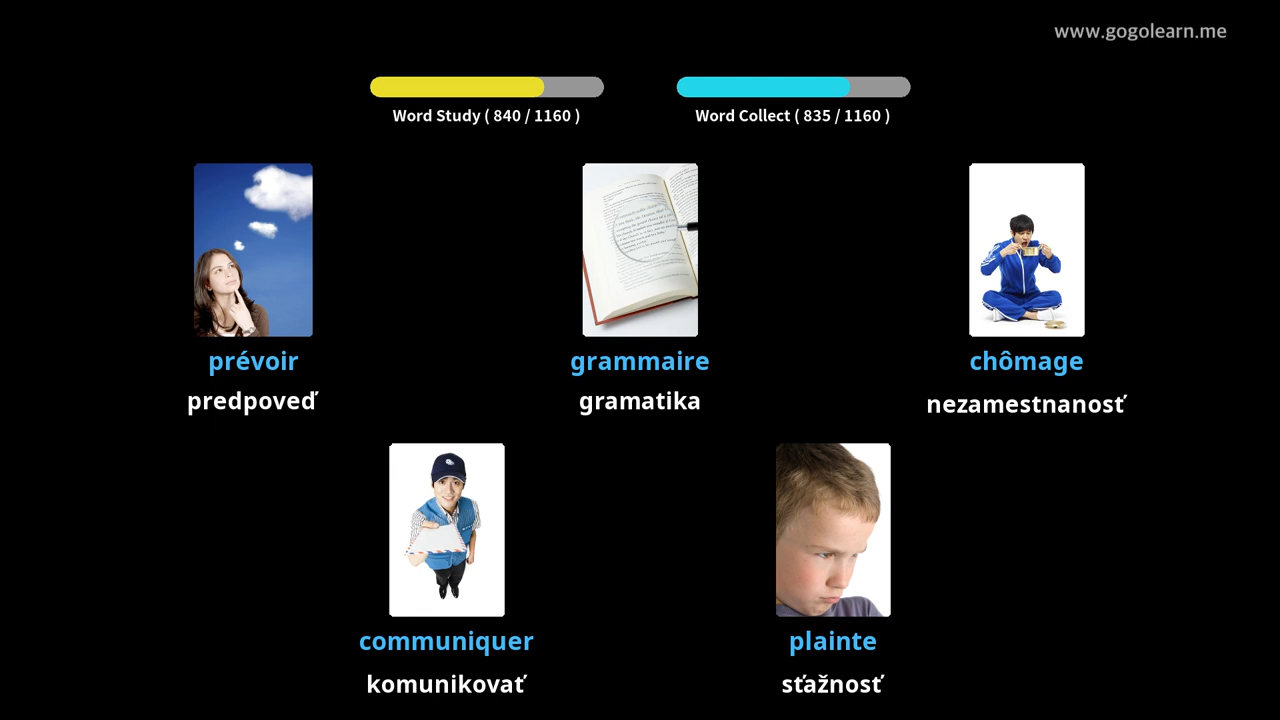 www.gogolearn.me
Word Study ( 840 / 1160 )
Word Collect ( 835 / 1160 )
prévoir
predpoveď
grammaire
gramatika
chômage
nezamestnanosť
communiquer
komunikovať
plainte
sťažnosť